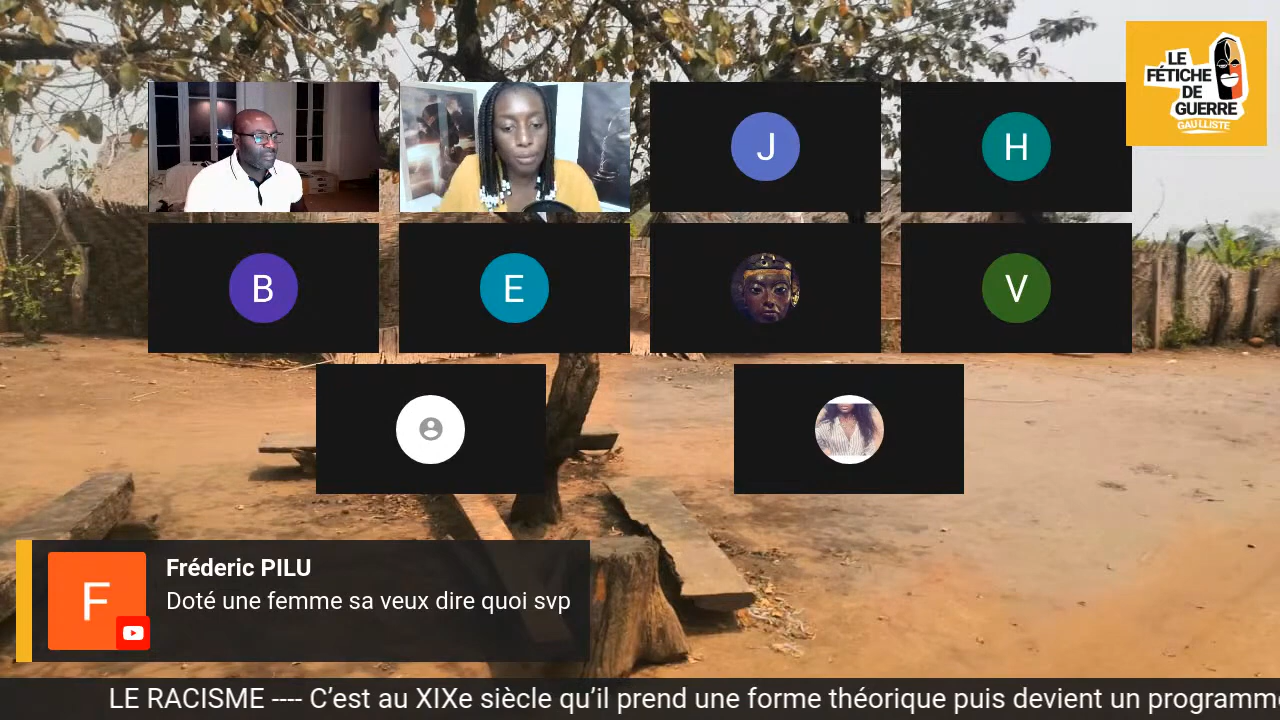 LE
FÉTICHE
DE
GUERRE
GAULLISTE
J
H
B
E
V
F
Fréderic PILU
Doté une femme sa veux dire quoi svp
LE RACISME ---- C’est au XIXe siècle qu’il prend une forme théorique puis devient un programme